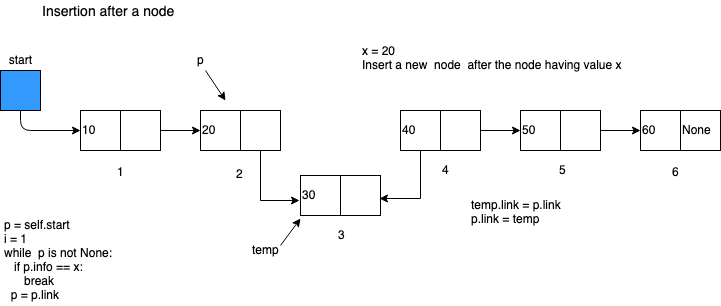 Insertion after a node
start
p
x = 20
Insert a new node after the node having value x
10
20
40
50
60
None
1
2
4
5
6
30
temp
3
temp.link = p.link
p.link = temp
p = self.start
i = 1
while p is not None:
if p.info == x:
break
p = p.link